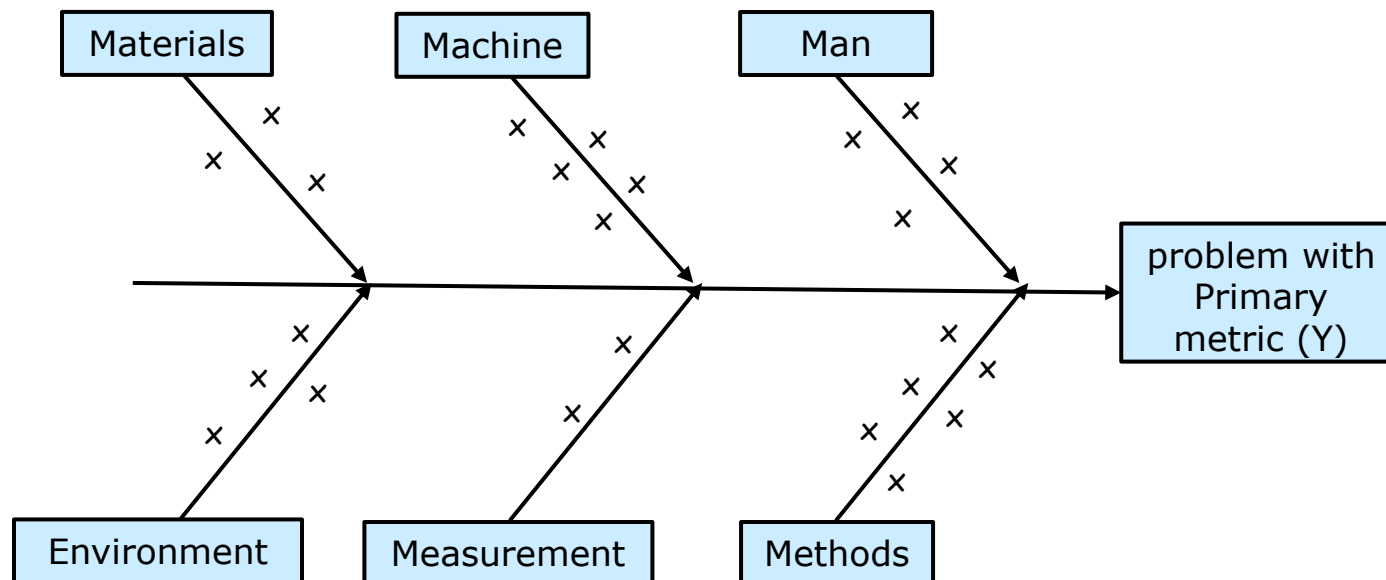 Materials
Machine
Man
problem with
Primary
metric (Y)
Environment
Measurement
Methods